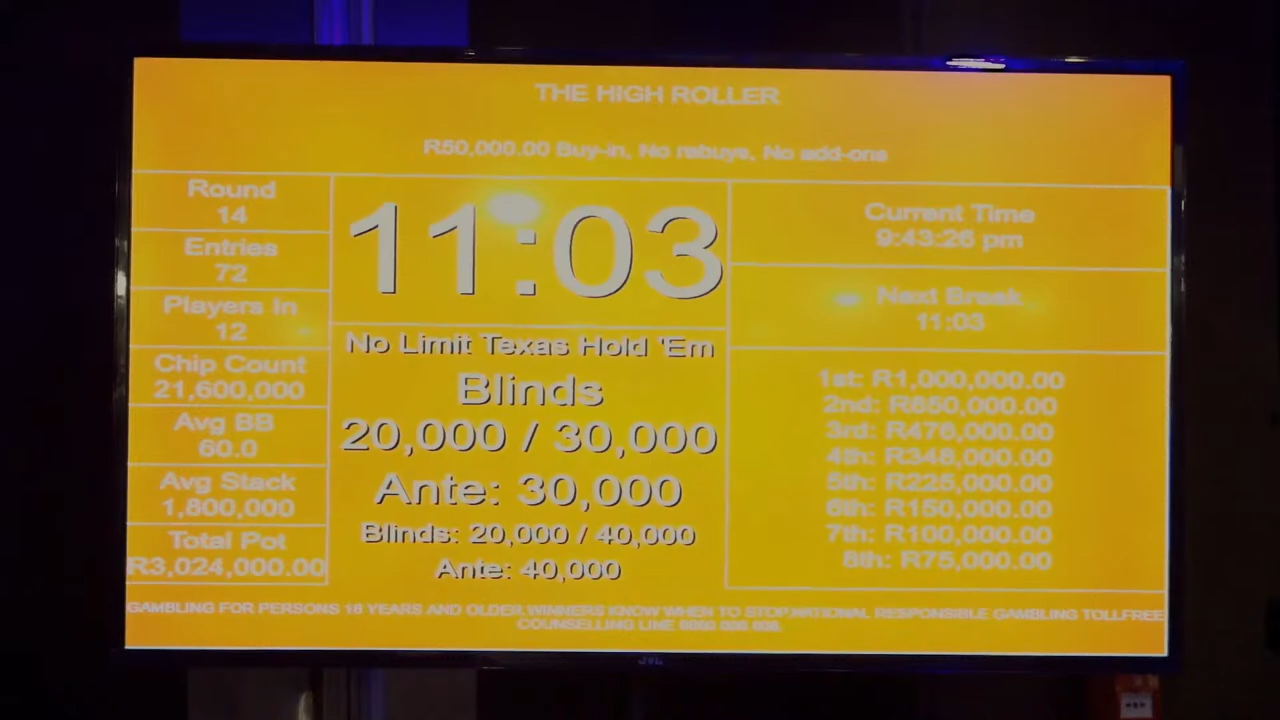 THE HIGH ROLLER
R50,000.00 Buy-in, No rebuys, No add-ons
Round
14
Entries
72
Players In
12
Chip Count
21,600,000
Avg BB
60.0
Avg Stack
1,800,000
Total Pot
R3,024,000.00
11:03
No Limit Texas Hold 'Em
Blinds
20,000 / 30,000
Ante: 30,000
Blinds: 20,000 / 40,000
Ante: 40,000
Current Time
9:43:26 pm
Next Break
11:03
1st: R1,000,000.00
2nd: R650,000.00
3rd: R476,000.00
4th: R348,000.00
5th: R225,000.00
6th: R150,000.00
7th: R100,000.00
8th: R75,000.00
GAMBLING FOR PERSONS 18 YEARS AND OLDER.WINNERS KNOW WHEN TO STOP.NATIONAL RESPONSIBLE GAMBLING TOLLFREE
COUNSELLING LINE
JVC